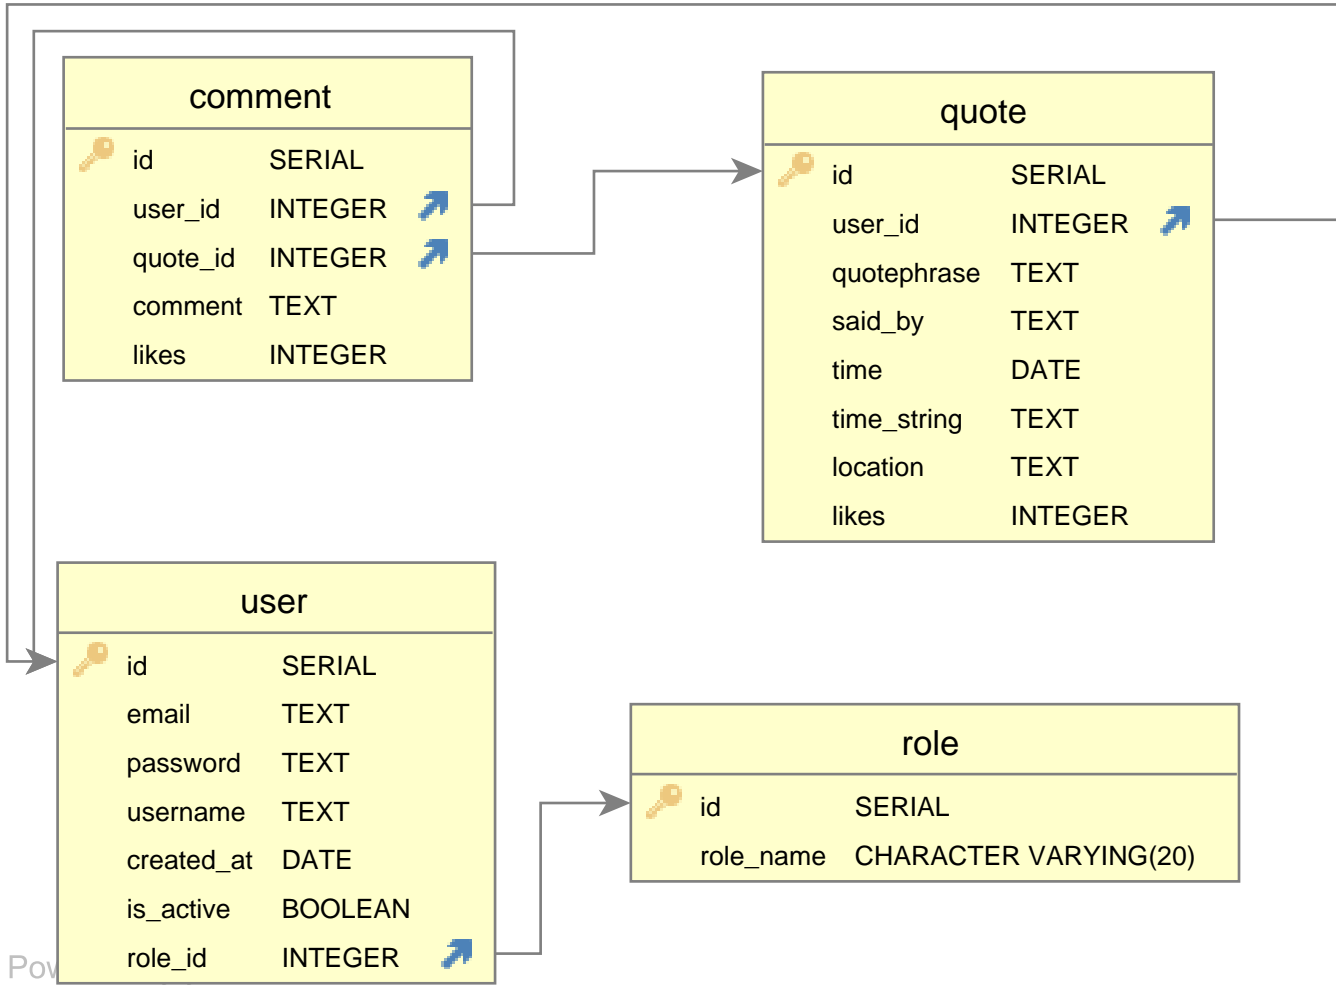 comment
id SERIAL
user_id INTEGER
quote_id INTEGER
comment TEXT
likes INTEGER
quote
id SERIAL
user_id INTEGER
quotephrase TEXT
said_by TEXT
time DATE
time_string TEXT
location TEXT
likes INTEGER
user
id SERIAL
email TEXT
password TEXT
username TEXT
created_at DATE
is_active BOOLEAN
role_id INTEGER
role
id SERIAL
role_name CHARACTER VARYING(20)